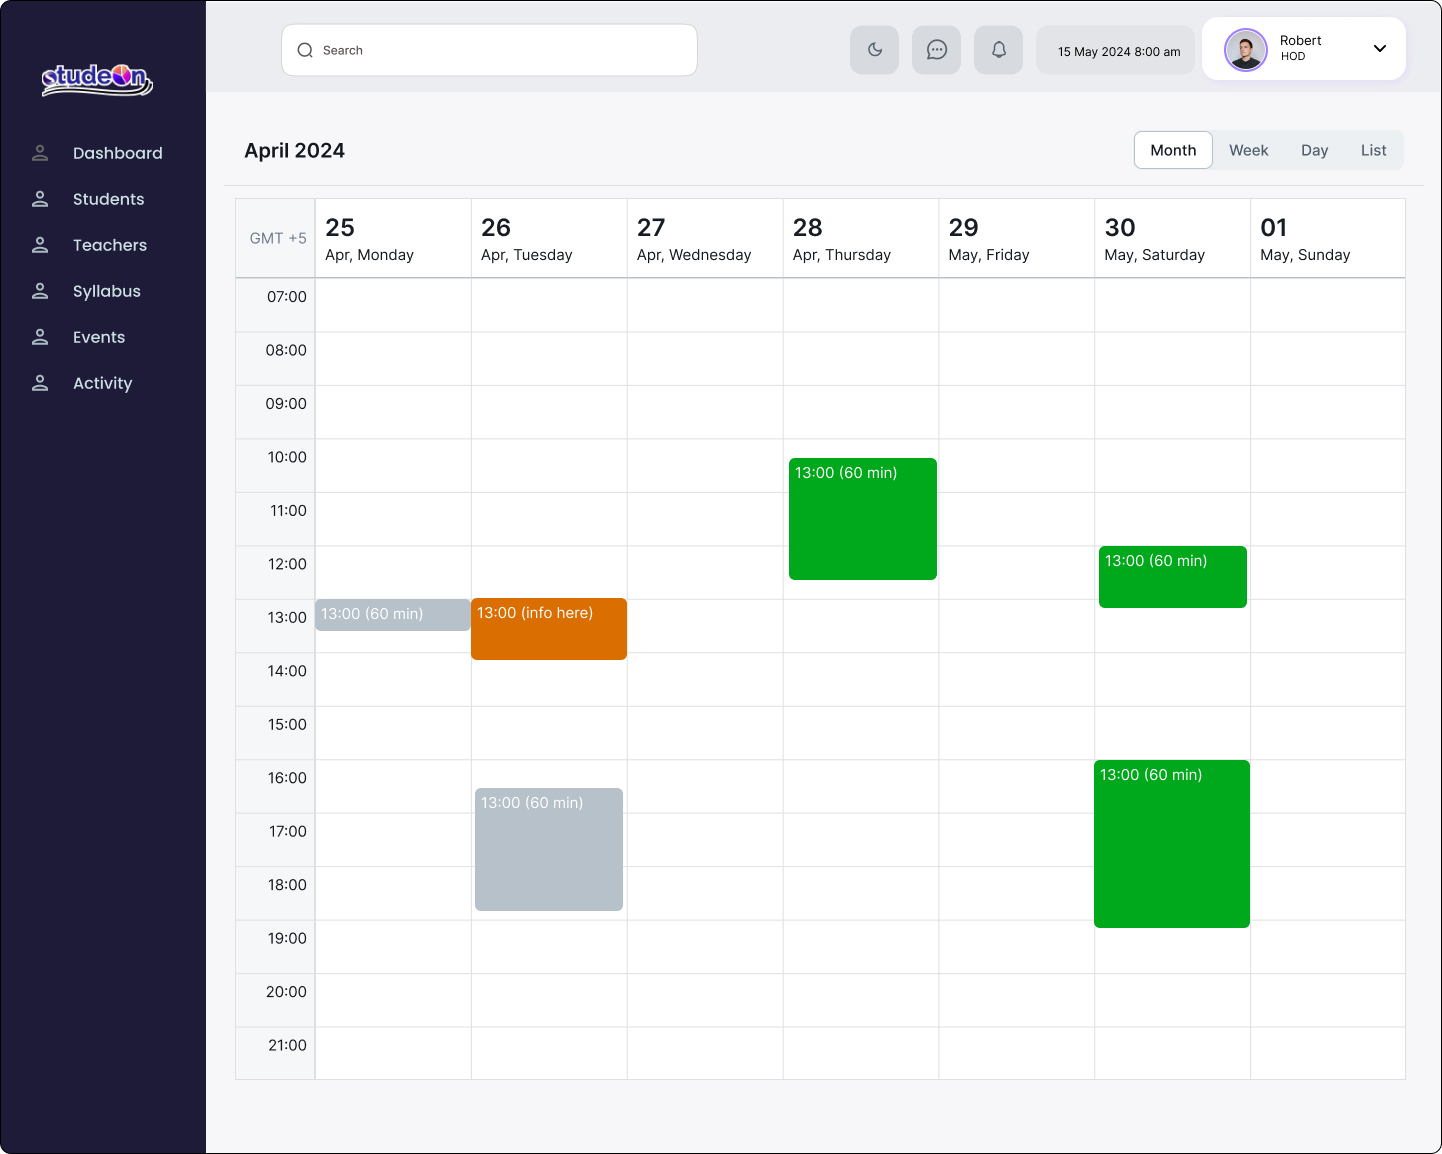 studeOn
Search
15 May 2024 8:00 am
Robert
HOD
Dashboard
Students
Teachers
Syllabus
Events
Activity
April 2024
Month Week Day List
GMT +5
25
Apr, Monday
26
Apr, Tuesday
27
Apr, Wednesday
28
Apr, Thursday
29
May, Friday
30
May, Saturday
01
May, Sunday
07:00
08:00
09:00
10:00
13:00 (60 min)
11:00
12:00
13:00 (60 min)
13:00
13:00 (60 min)
13:00 (info here)
14:00
15:00
16:00
13:00 (60 min)
13:00 (60 min)
17:00
18:00
19:00
20:00
21:00